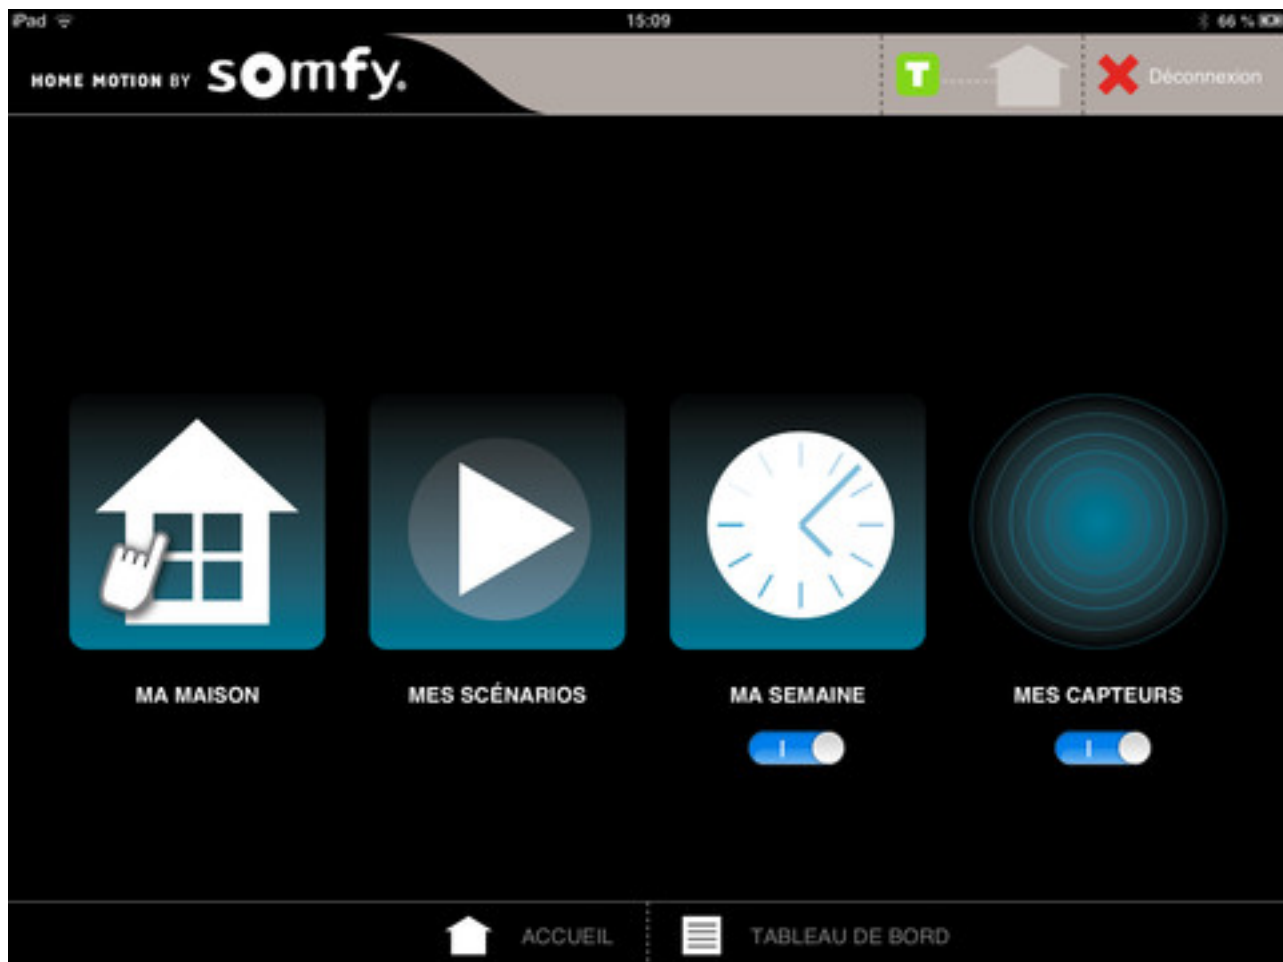 iPad 15:09 66 %
HOME MOTION BY somfy.
T Déconnexion
MA MAISON MES SCÉNARIOS MA SEMAINE MES CAPTEURS
ACCUEIL TABLEAU DE BORD